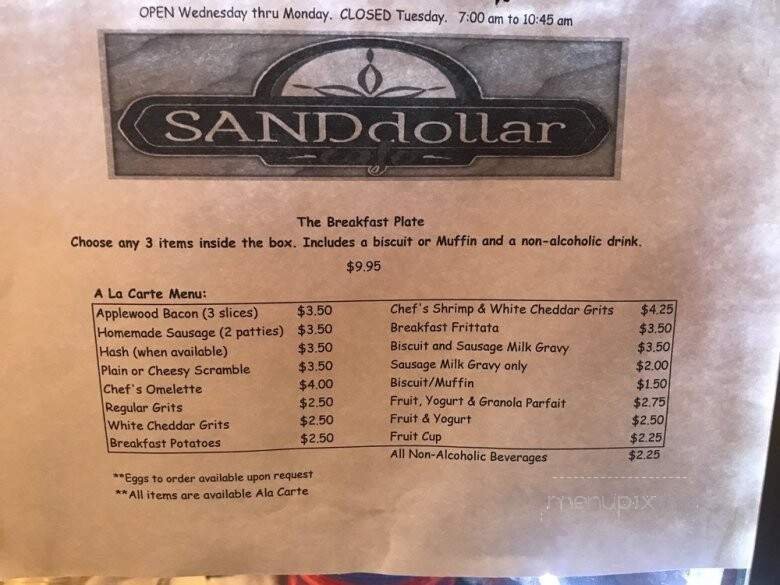 OPEN Wednesday thru Monday. CLOSED Tuesday. 7:00 am to 10:45 am
SANDdollar
cafe
The Breakfast Plate
Choose any 3 items inside the box. Includes a biscuit or Muffin and a non-alcoholic drink.
$9.95
A La Carte Menu:
Applewood Bacon (3 slices) $3.50
Homemade Sausage (2 patties) $3.50
Hash (when available) $3.50
Plain or Cheesy Scramble $3.50
Chef's Omelette $4.00
Regular Grits $2.50
White Cheddar Grits $2.50
Breakfast Potatoes $2.50
Chef's Shrimp & White Cheddar Grits $4.25
Breakfast Frittata $3.50
Biscuit and Sausage Milk Gravy $3.50
Sausage Milk Gravy only $2.00
Biscuit/Muffin $1.50
Fruit, Yogurt & Granola Parfait $2.75
Fruit & Yogurt $2.50
Fruit Cup $2.25
All Non-Alcoholic Beverages $2.25
**Eggs to order available upon request
**All items are available Ala Carte
menupix